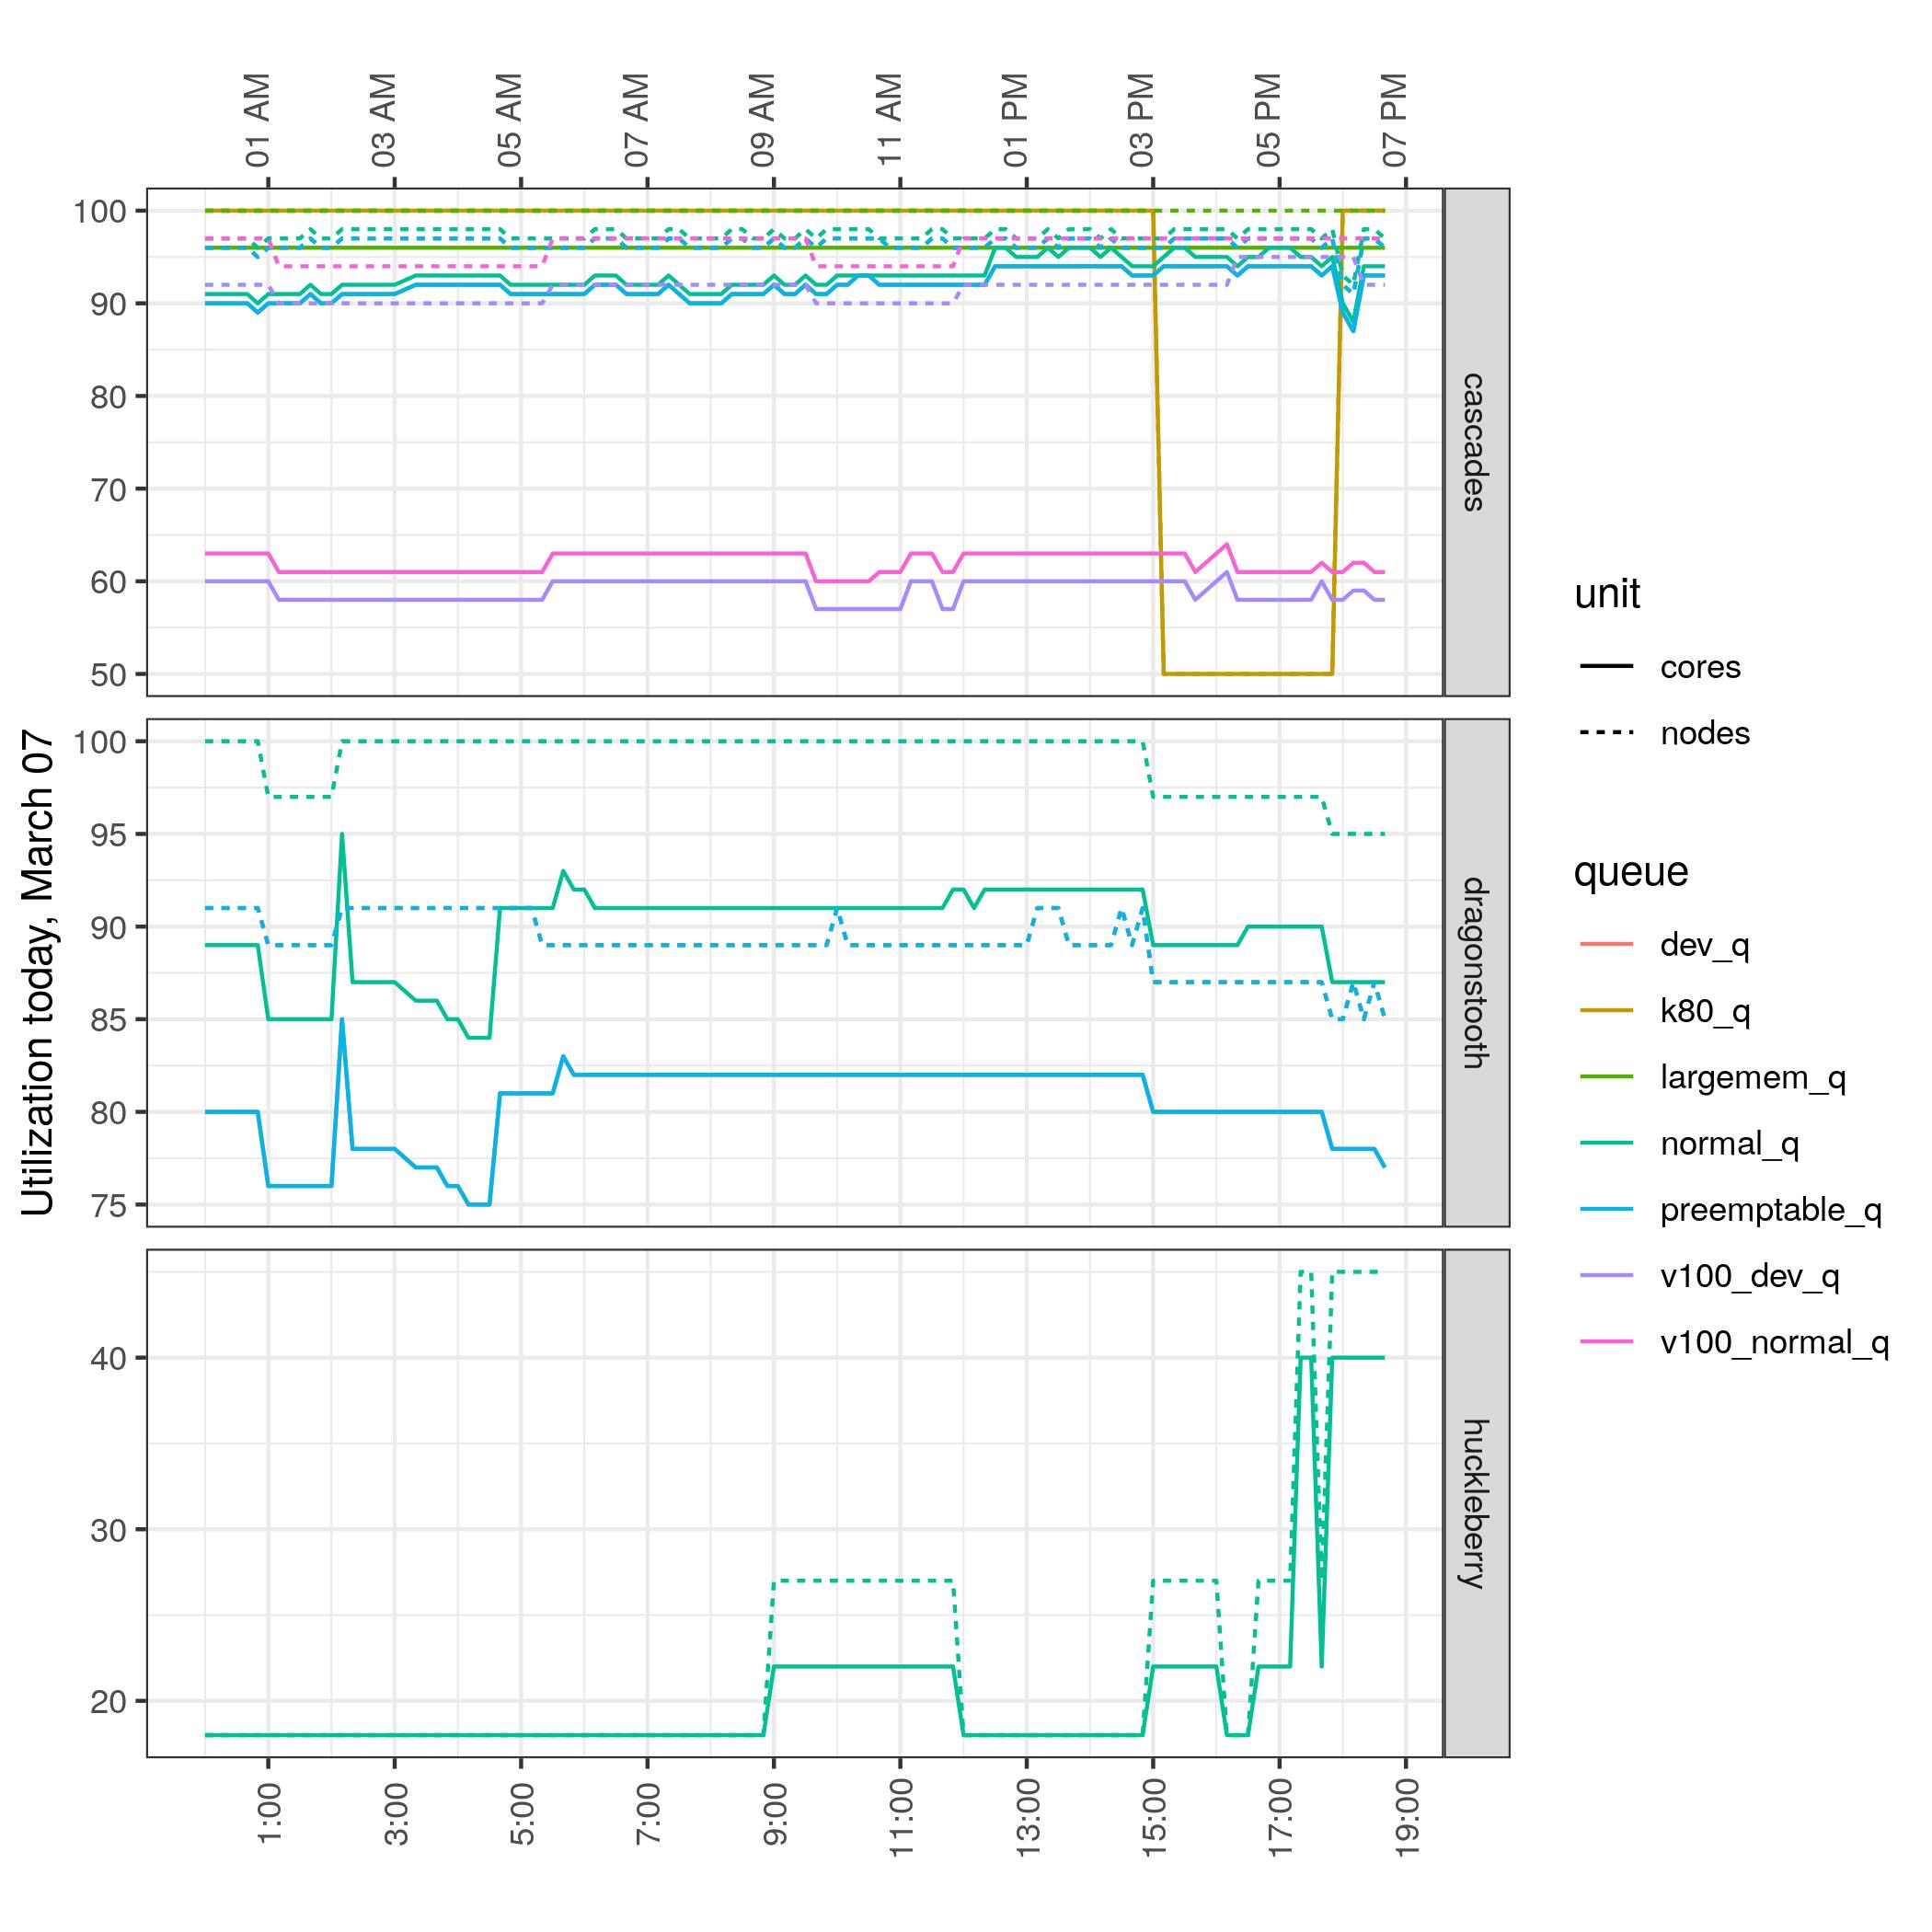 01 AM
03 AM
05 AM
07 AM
09 AM
11 AM
01 PM
03 PM
05 PM
07 PM
Utilization today, March 07
100
90
80
70
60
50
cascades
100
95
90
85
80
75
dragonstooth
40
30
20
huckleberry
1:00
3:00
5:00
7:00
9:00
11:00
13:00
15:00
17:00
19:00
unit
cores
nodes
queue
dev_q
k80_q
largemem_q
normal_q
preemptable_q
v100_dev_q
v100_normal_q